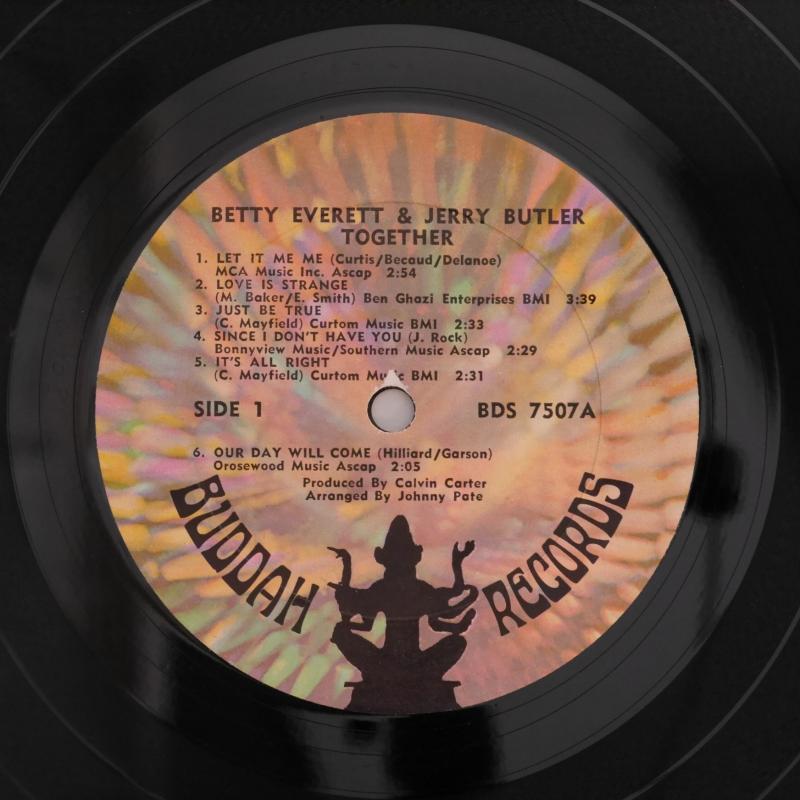 BETTY EVERETT & JERRY BUTLER
TOGETHER
1. LET IT ME ME (Curtis/Becaud/Delanoe)
MCA Music Inc. Ascap 2:54
2. LOVE IS STRANGE
(M. Baker/E. Smith) Ben Ghazi Enterprises BMI 3:39
3. JUST BE TRUE
(C. Mayfield) Curtom Music BMI 2:33
4. SINCE I DON'T HAVE YOU (J. Rock)
Bonnyview Music/Southern Music Ascap 2:29
5. IT'S ALL RIGHT
(C. Mayfield) Curtom Music BMI 2:31
SIDE 1 BDS 7507A
6. OUR DAY WILL COME (Hilliard/Garson)
Orosewood Music Ascap 2:05
Produced By Calvin Carter
Arranged By Johnny Pate
BUDDAH RECORDS